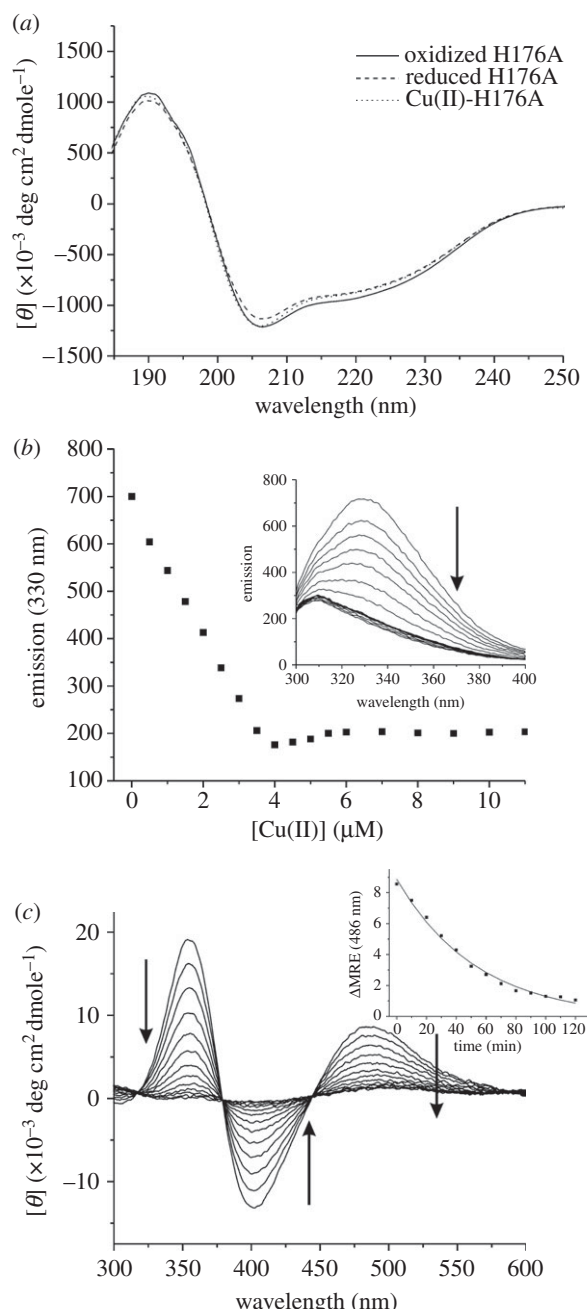 (a)
1500
1000
500
0
−500
−1000
−1500
[θ] (×10⁻³ deg cm² dmole⁻¹)
oxidized H176A
reduced H176A
Cu(II)-H176A
190 200 210 220 230 240 250
wavelength (nm)
(b)
800
700
600
500
400
300
200
100
emission (330 nm)
0 2 4 6 8 10
[Cu(II)] (μM)
800
600
400
200
0
emission
300 320 340 360 380 400
wavelength (nm)
(c)
20
10
0
−10
[θ] (×10⁻³ deg cm² dmole⁻¹)
300 350 400 450 500 550 600
wavelength (nm)
8
6
4
2
0
ΔMRE (486 nm)
0 20 40 60 80 100 120
time (min)